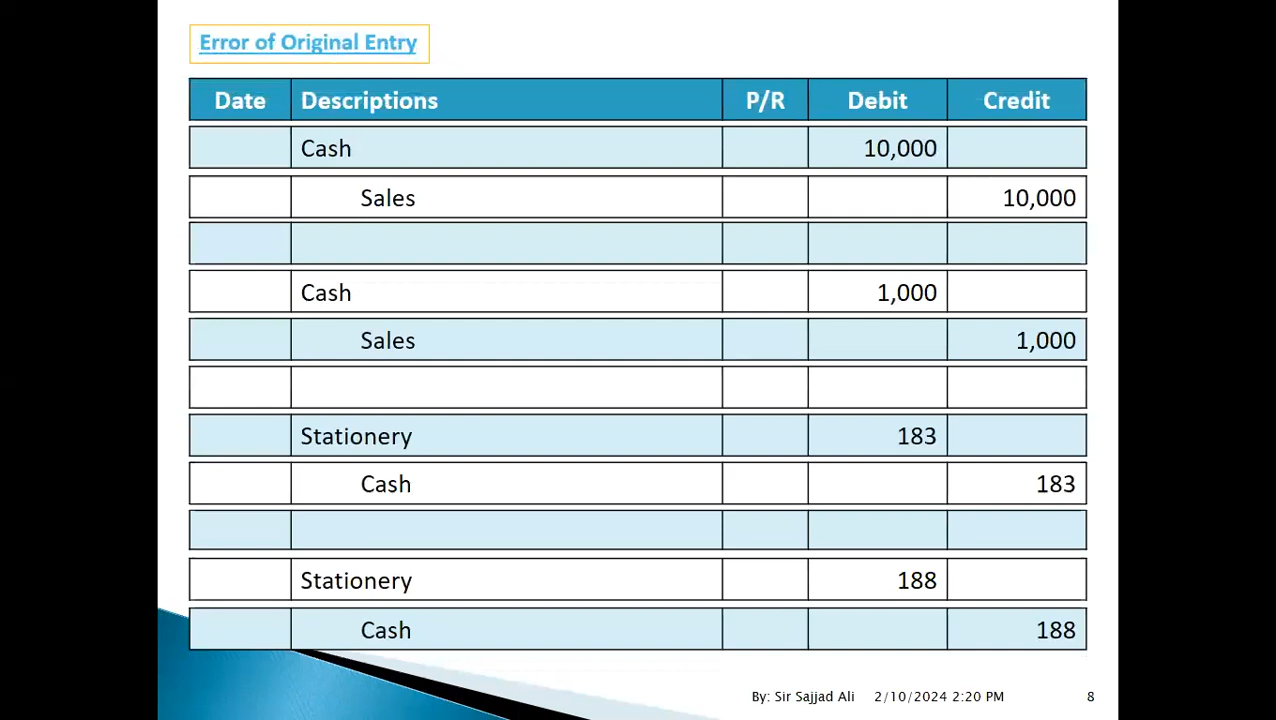 Error of Original Entry
Date Descriptions P/R Debit Credit
Cash 10,000
Sales 10,000
Cash 1,000
Sales 1,000
Stationery 183
Cash 183
Stationery 188
Cash 188
By: Sir Sajjad Ali 2/10/2024 2:20 PM 8